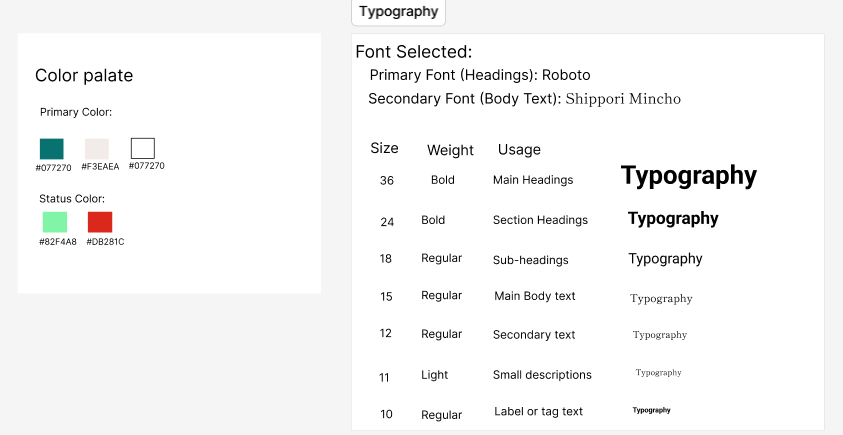 Typography
Color palate
Primary Color:
#077270 #F3EAEA #077270
Status Color:
#82F4A8 #DB281C
Font Selected:
Primary Font (Headings): Roboto
Secondary Font (Body Text): Shippori Mincho
Size Weight Usage
36 Bold Main Headings Typography
24 Bold Section Headings Typography
18 Regular Sub-headings Typography
15 Regular Main Body text Typography
12 Regular Secondary text Typography
11 Light Small descriptions Typography
10 Regular Label or tag text Typography